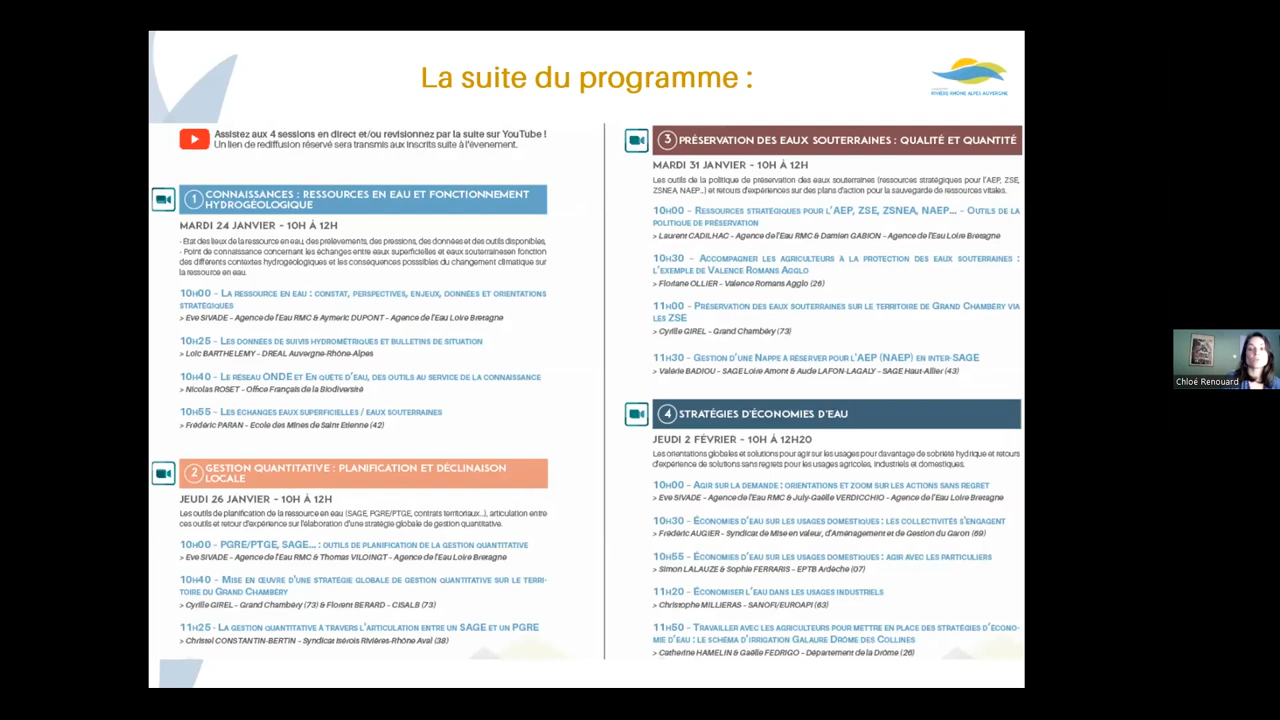 La suite du programme :
RIVIÈRE RHÔNE ALPES AUVERGNE
Assistez aux 4 sessions en direct et/ou revisionnez par la suite sur YouTube !
Un lien de rediffusion réservé sera transmis aux inscrits suite à l'évenement.
1 CONNAISSANCES : RESSOURCES EN EAU ET FONCTIONNEMENT
HYDROGÉOLOGIQUE
MARDI 24 JANVIER - 10H À 12H
- Etat des lieux de la ressource en eau, des prélèvements, des pressions, des données et des outils disponibles,
- Point de connaissance concernant les échanges entre eaux superficielles et eaux souterrainesen fonction
des différents contextes hydrogéologiques et les conséquences possibles du changement climatique sur
la ressource en eau.
10H00 - LA RESSOURCE EN EAU : CONSTAT, PERSPECTIVES, ENJEUX, DONNÉES ET ORIENTATIONS
STRATÉGIQUES
> Eve SIVADE - Agence de l'Eau RMC & Aymeric DUPONT - Agence de l'Eau Loire Bretagne
10H25 - LES DONNÉES DE SUIVIS HYDROMÉTRIQUES ET BULLETINS DE SITUATION
> Loïc BARTHELEMY - DREAL Auvergne-Rhône-Alpes
10H40 - LE RÉSEAU ONDE ET EN QUÊTE D'EAU, DES OUTILS AU SERVICE DE LA CONNAISSANCE
> Nicolas ROSET - Office Français de la Biodiversité
10H55 - LES ÉCHANGES EAUX SUPERFICIELLES / EAUX SOUTERRAINES
> Frédéric PARAN - Ecole des Mines de Saint Etienne (42)
2 GESTION QUANTITATIVE : PLANIFICATION ET DÉCLINAISON
LOCALE
JEUDI 26 JANVIER - 10H À 12H
Les outils de planification de la ressource en eau (SAGE, PGRE/PTGE, contrats territoriaux...), articulation entre
ces outils et retour d'expérience sur l'élaboration d'une stratégie globale de gestion quantitative.
10H00 - PGRE/PTGE, SAGE... : OUTILS DE PLANIFICATION DE LA GESTION QUANTITATIVE
> Eve SIVADE - Agence de l'Eau RMC & Thomas VILOINGT - Agence de l'Eau Loire Bretagne
10H40 - MISE EN ŒUVRE D'UNE STRATÉGIE GLOBALE DE GESTION QUANTITATIVE SUR LE TERRI-
TOIRE DU GRAND CHAMBÉRY
> Cyrille GIREL - Grand Chambéry (73) & Florent BERARD - CISALB (73)
11H25 - LA GESTION QUANTITATIVE À TRAVERS L'ARTICULATION ENTRE UN SAGE ET UN PGRE
> Christel CONSTANTIN-BERTIN - Syndicat Isérois Rivières-Rhône Aval (38)
3 PRÉSERVATION DES EAUX SOUTERRAINES : QUALITÉ ET QUANTITÉ
MARDI 31 JANVIER - 10H À 12H
Les outils de la politique de préservation des eaux souterraines (ressources stratégiques pour l'AEP, ZSE,
ZSNEA, NAEP...) et retours d'expériences sur des plans d'action pour la sauvegarde de ressources vitales.
10H00 - RESSOURCES STRATÉGIQUES POUR L'AEP, ZSE, ZSNEA, NAEP... - OUTILS DE LA
POLITIQUE DE PRÉSERVATION
> Laurent CADILHAC - Agence de l'Eau RMC & Damien GABION - Agence de l'Eau Loire Bretagne
10H30 - ACCOMPAGNER LES AGRICULTEURS À LA PROTECTION DES EAUX SOUTERRAINES :
L'EXEMPLE DE VALENCE ROMANS AGGLO
> Floriane OLLIER - Valence Romans Agglo (26)
11H00 - PRÉSERVATION DES EAUX SOUTERRAINES SUR LE TERRITOIRE DE GRAND CHAMBÉRY VIA
LES ZSE
> Cyrille GIREL - Grand Chambéry (73)
11H30 - GESTION D'UNE NAPPE À RÉSERVER POUR L'AEP (NAEP) EN INTER-SAGE
> Valérie BADIOU - SAGE Loire Amont & Aude LAFON-LAGALY - SAGE Haut-Allier (43)
4 STRATÉGIES D'ÉCONOMIES D'EAU
JEUDI 2 FÉVRIER - 10H À 12H20
Les orientations globales et solutions pour agir sur les usages pour davantage de sobriété hydrique et retours
d'expérience de solutions sans regrets pour les usages agricoles, industriels et domestiques.
10H00 - AGIR SUR LA DEMANDE : ORIENTATIONS ET ZOOM SUR LES ACTIONS SANS REGRET
> Eve SIVADE - Agence de l'Eau RMC & July-Gaëlle VERDICCHIO - Agence de l'Eau Loire Bretagne
10H30 - ÉCONOMIES D'EAU SUR LES USAGES DOMESTIQUES : LES COLLECTIVITÉS S'ENGAGENT
> Frédéric AUGIER - Syndicat de Mise en valeur, d'Aménagement et de Gestion du Garon (69)
10H55 - ÉCONOMIES D'EAU SUR LES USAGES DOMESTIQUES : AGIR AVEC LES PARTICULIERS
> Simon LALAUZE & Sophie FERRARIS - EPTB Ardèche (07)
11H20 - ÉCONOMISER L'EAU DANS LES USAGES INDUSTRIELS
> Christophe MILLIERAS - SANOFI/EUROAPI (63)
11H50 - TRAVAILLER AVEC LES AGRICULTEURS POUR METTRE EN PLACE DES STRATÉGIES D'ÉCONO-
MIE D'EAU : LE SCHÉMA D'IRRIGATION GALAURE DRÔME DES COLLINES
> Catherine HAMELIN & Gaëlle FEDRIGO - Département de la Drôme (26)
Chloé Renouard